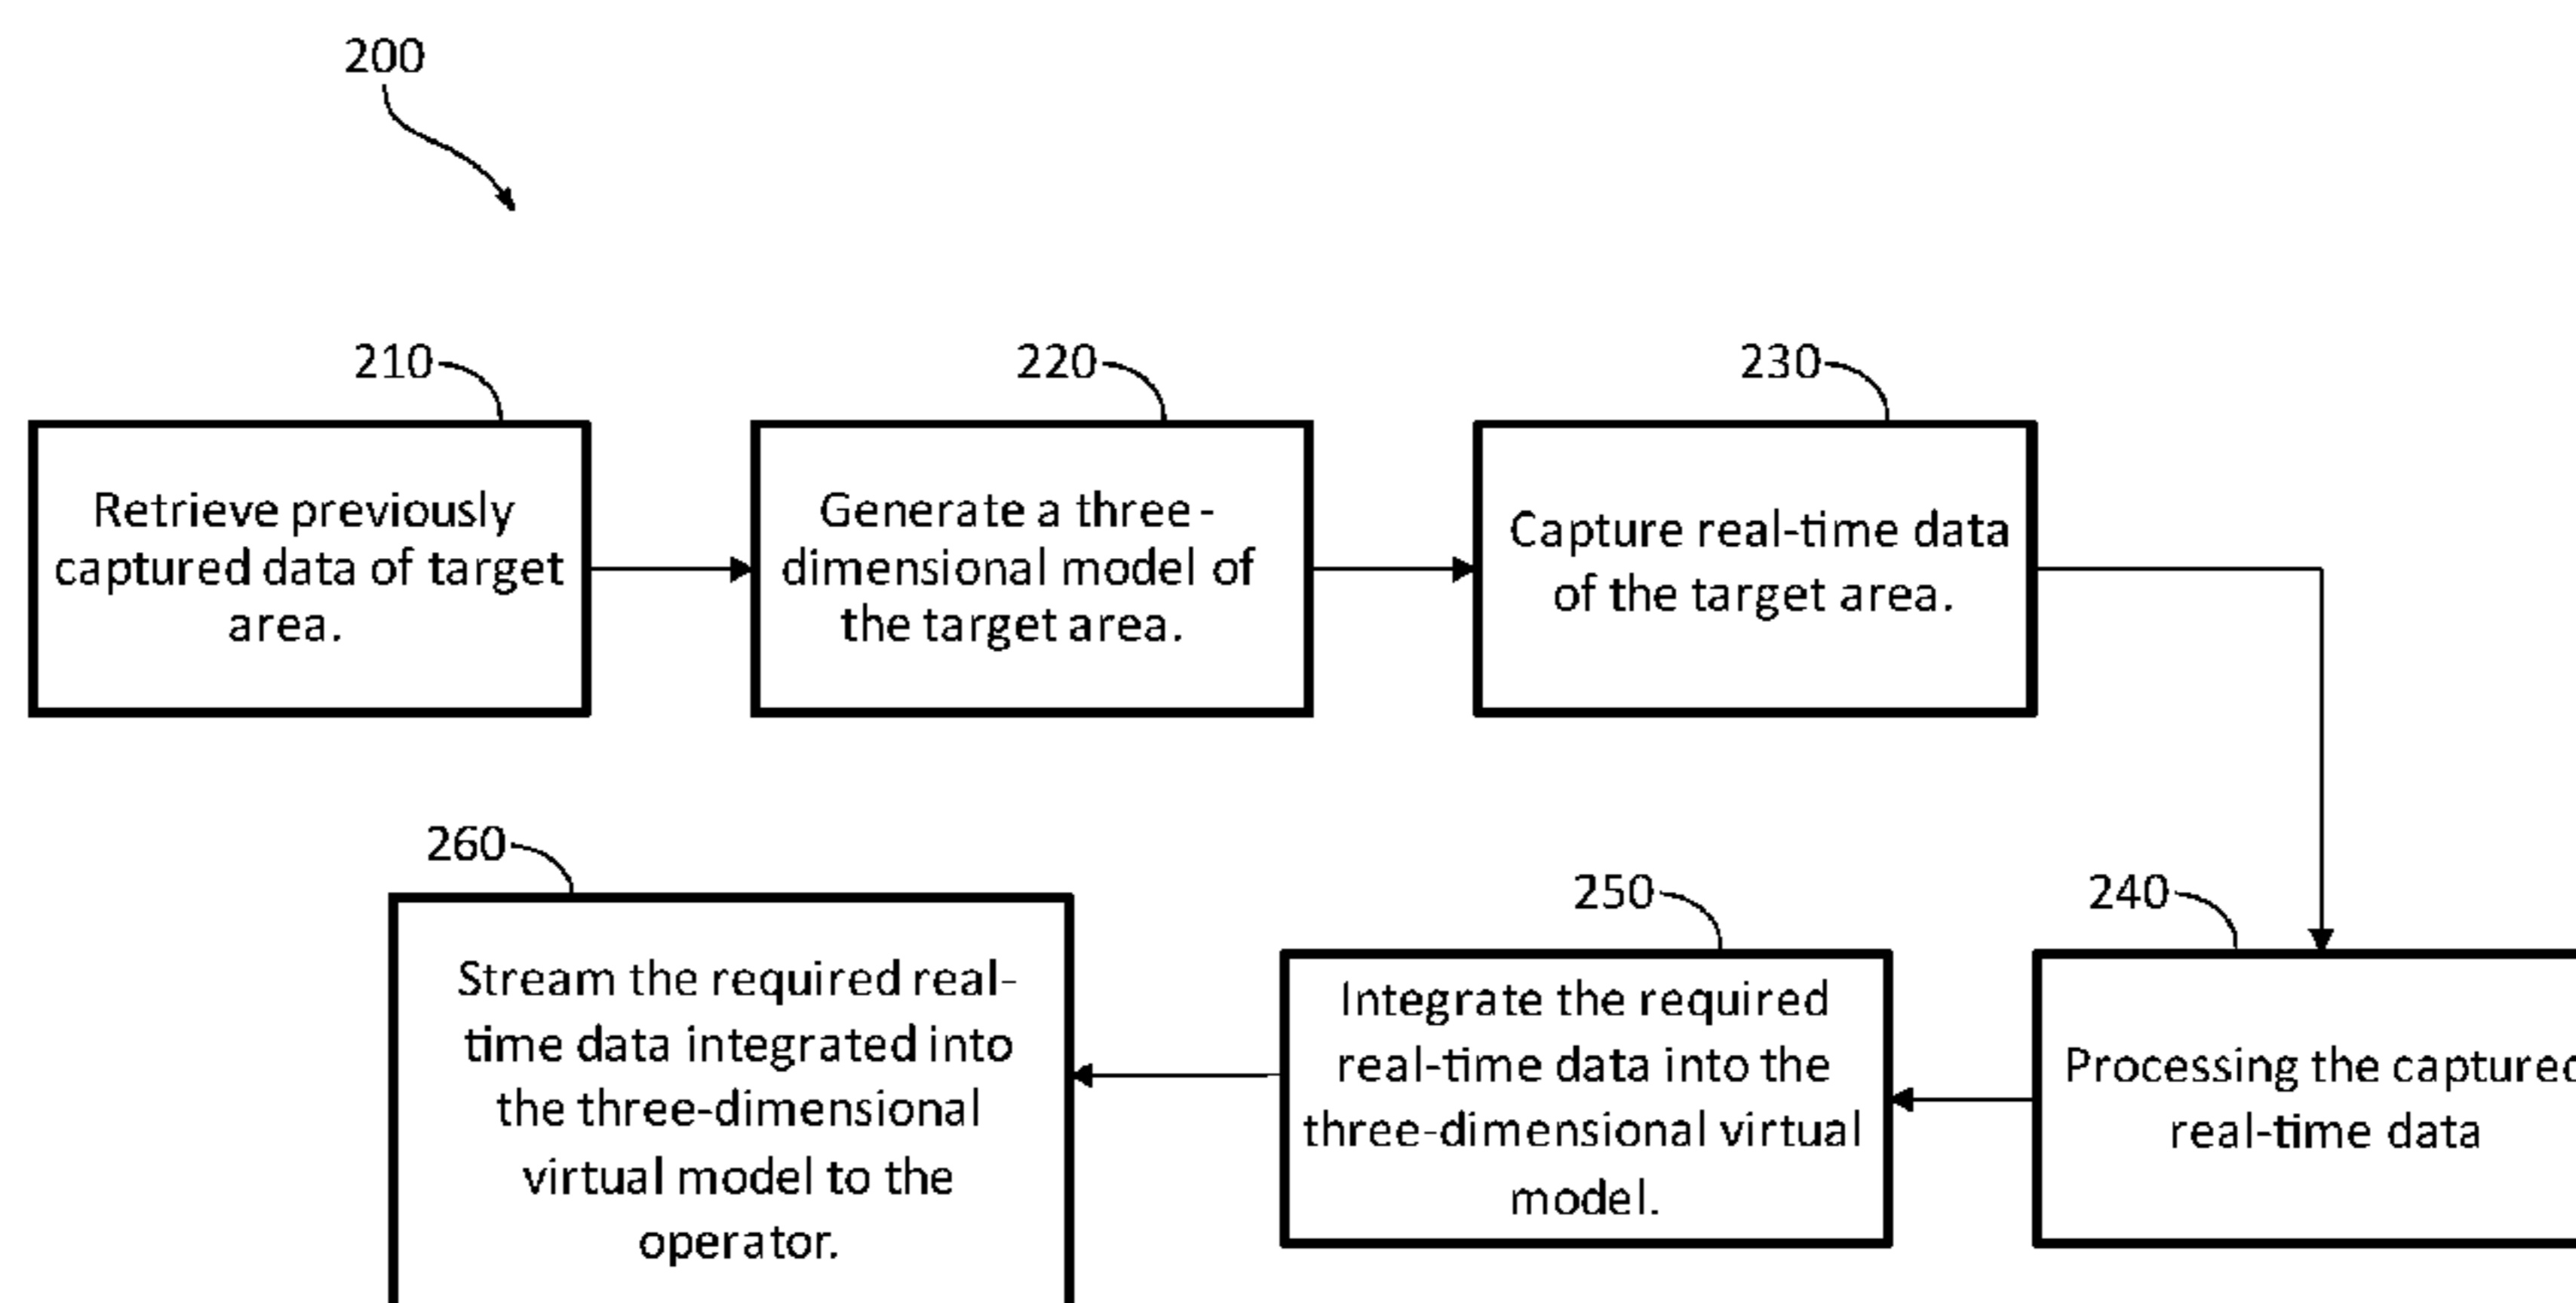 200
210
Retrieve previously
captured data of target
area.
220
Generate a three-
dimensional model of
the target area.
230
Capture real-time data
of the target area.
240
Processing the captured
real-time data
250
Integrate the required
real-time data into the
three-dimensional virtual
model.
260
Stream the required real-
time data integrated into
the three-dimensional
virtual model to the
operator.